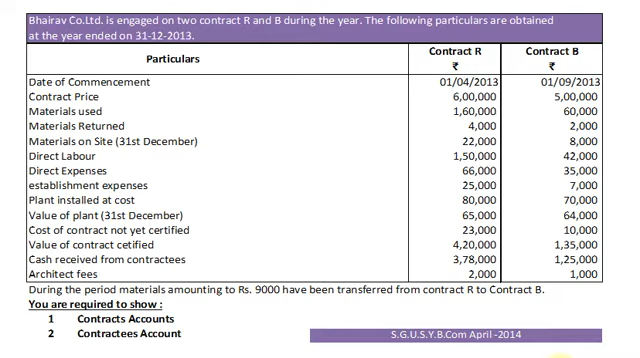 Bhairav Co.Ltd. is engaged on two contract R and B during the year. The following particulars are obtained
at the year ended on 31-12-2013.
Particulars Contract R ₹ Contract B ₹
Date of Commencement 01/04/2013 01/09/2013
Contract Price 6,00,000 5,00,000
Materials used 1,60,000 60,000
Materials Returned 4,000 2,000
Materials on Site (31st December) 22,000 8,000
Direct Labour 1,50,000 42,000
Direct Expenses 66,000 35,000
establishment expenses 25,000 7,000
Plant installed at cost 80,000 70,000
Value of plant (31st December) 65,000 64,000
Cost of contract not yet certified 23,000 10,000
Value of contract cetified 4,20,000 1,35,000
Cash received from contractees 3,78,000 1,25,000
Architect fees 2,000 1,000
During the period materials amounting to Rs. 9000 have been transferred from contract R to Contract B.
You are required to show :
1 Contracts Accounts
2 Contractees Account
S.G.U.S.Y.B.Com April -2014